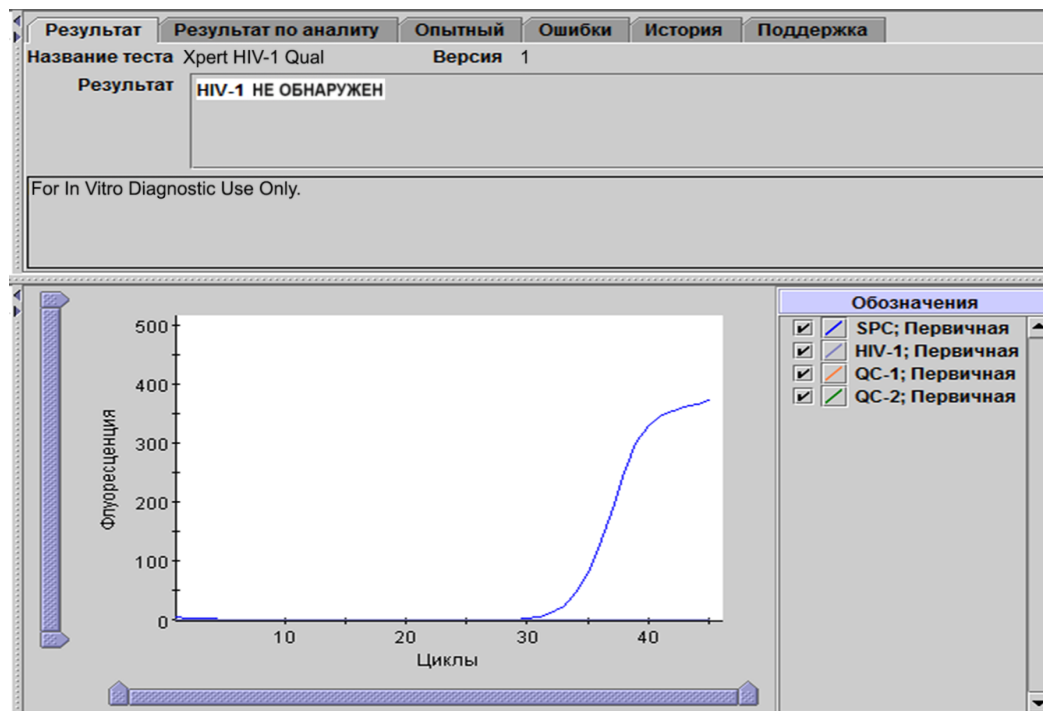 Результат Результат по аналиту Опытный Ошибки История Поддержка
Название теста Xpert HIV-1 Qual Версия 1
Результат HIV-1 НЕ ОБНАРУЖЕН
For In Vitro Diagnostic Use Only.
Обозначения
SPC; Первичная
HIV-1; Первичная
QC-1; Первичная
QC-2; Первичная
Флуоресценция
500
400
300
200
100
0
10 20 30 40
Циклы